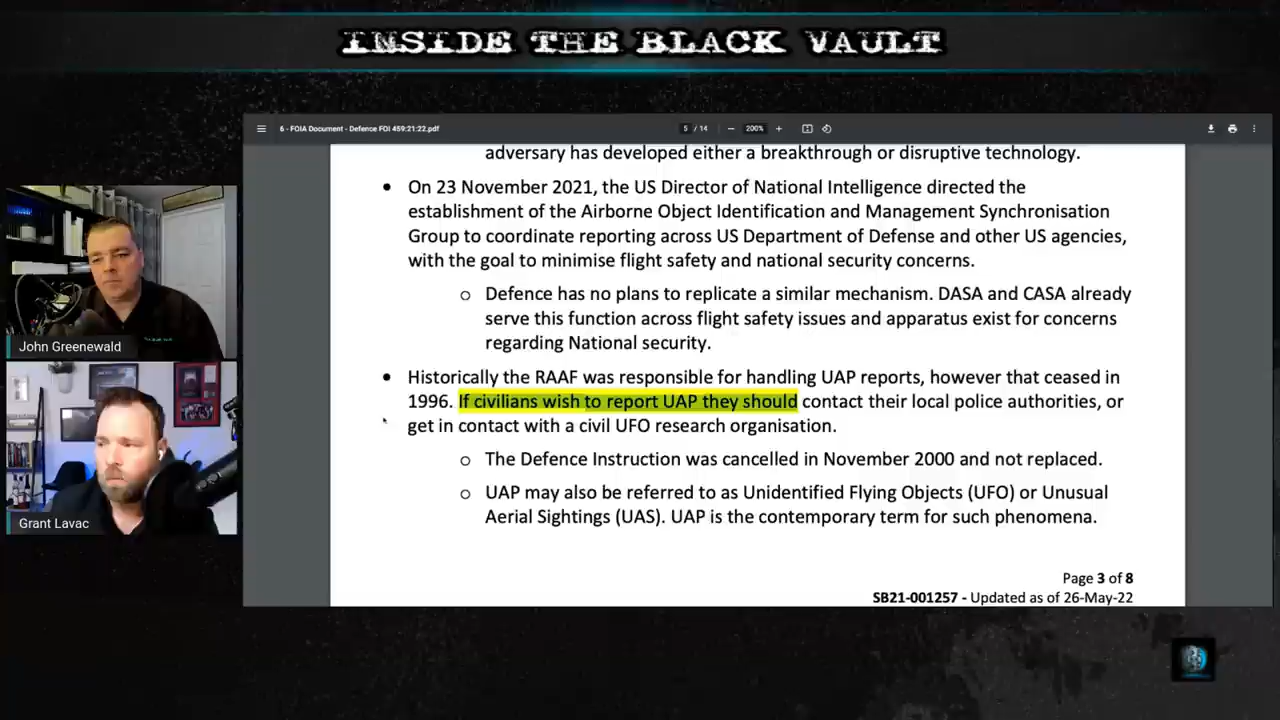 INSIDE THE BLACK VAULT
6 - FOIA Document - Defence FOI 459:21:22.pdf
5 / 14
200%
adversary has developed either a breakthrough or disruptive technology.
• On 23 November 2021, the US Director of National Intelligence directed the
establishment of the Airborne Object Identification and Management Synchronisation
Group to coordinate reporting across US Department of Defense and other US agencies,
with the goal to minimise flight safety and national security concerns.
o Defence has no plans to replicate a similar mechanism. DASA and CASA already
serve this function across flight safety issues and apparatus exist for concerns
regarding National security.
• Historically the RAAF was responsible for handling UAP reports, however that ceased in
1996. If civilians wish to report UAP they should contact their local police authorities, or
get in contact with a civil UFO research organisation.
o The Defence Instruction was cancelled in November 2000 and not replaced.
o UAP may also be referred to as Unidentified Flying Objects (UFO) or Unusual
Aerial Sightings (UAS). UAP is the contemporary term for such phenomena.
Page 3 of 8
SB21-001257 - Updated as of 26-May-22
John Greenewald
Grant Lavac